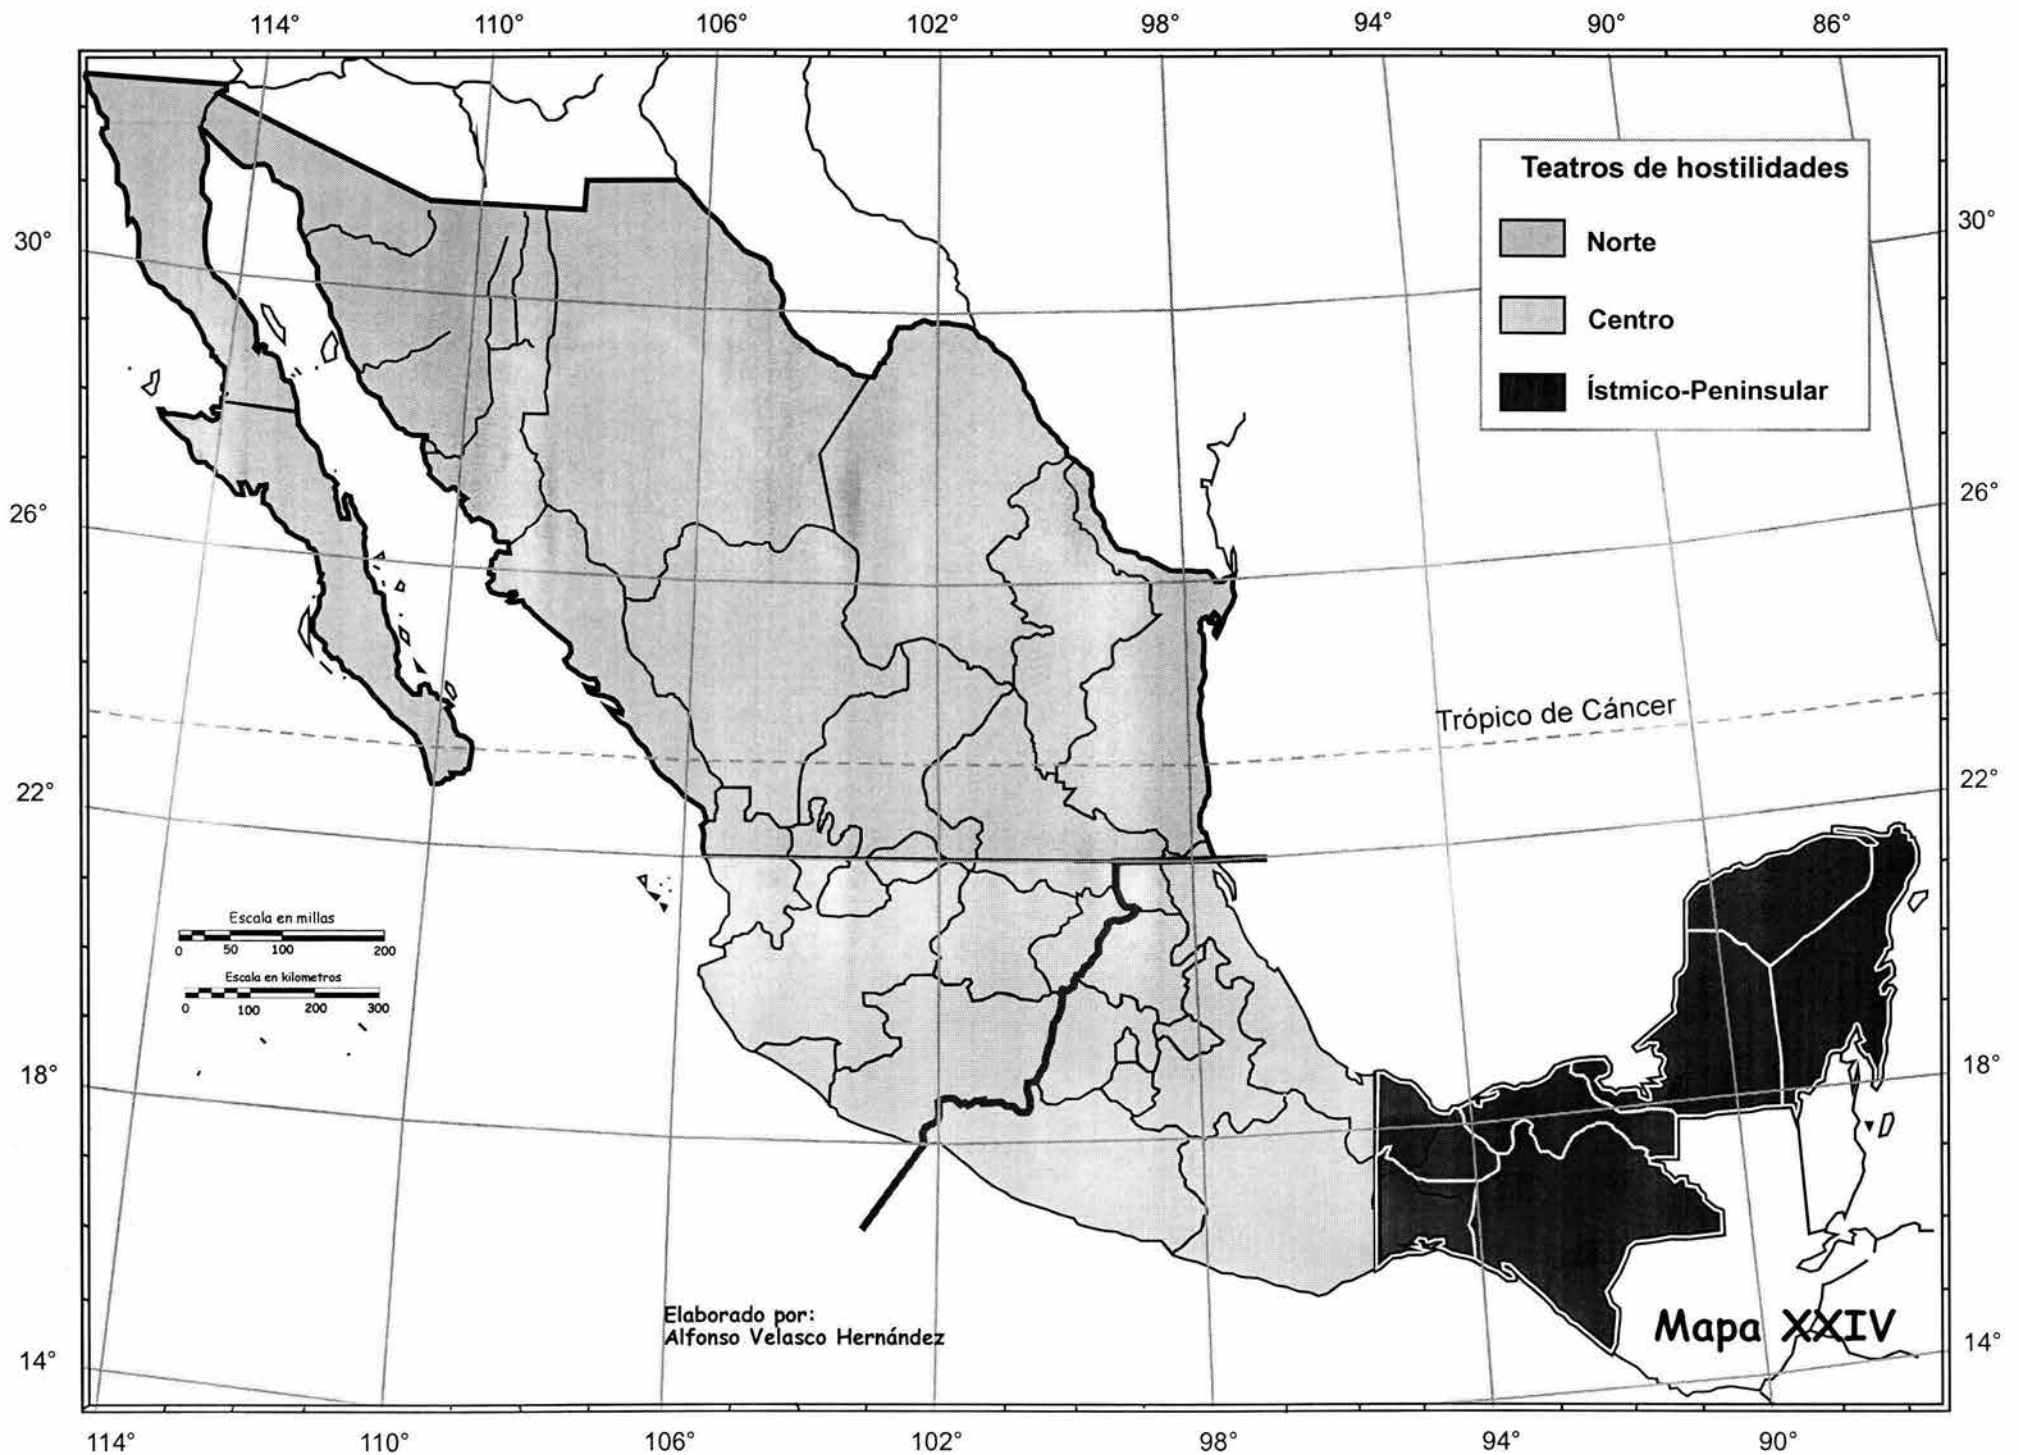 114° 110° 106° 102° 98° 94° 90° 86°
Teatros de hostilidades
Norte
Centro
Ístmico-Peninsular
30° 30°
26° 26°
Trópico de Cáncer
22° 22°
Escala en millas
0 50 100 200
Escala en kilometros
0 100 200 300
18° 18°
Elaborado por:
Alfonso Velasco Hernández
Mapa XXIV
14° 14°
114° 110° 106° 102° 98° 94° 90°